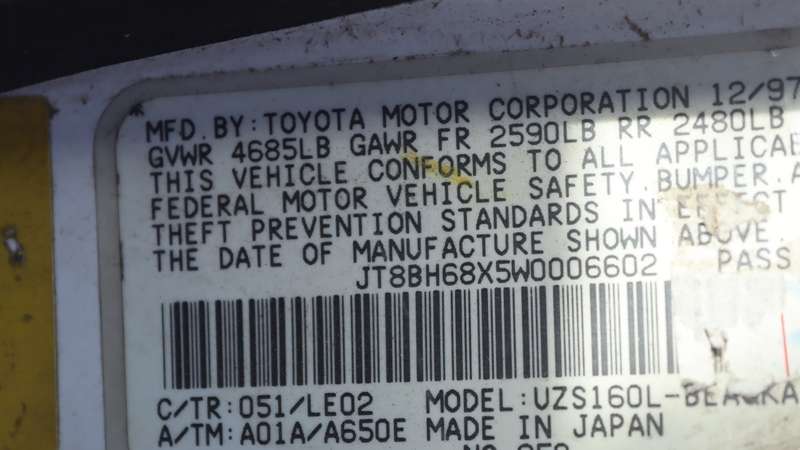 MFD. BY: TOYOTA MOTOR CORPORATION 12/97
GVWR 4685LB GAWR FR 2590LB RR 2480LB
THIS VEHICLE CONFORMS TO ALL APPLICAB
FEDERAL MOTOR VEHICLE SAFETY. BUMPER. A
THEFT PREVENTION STANDARDS IN EFFECT
THE DATE OF MANUFACTURE SHOWN ABOVE.
JT8BH68X5W0006602 PASS
C/TR: 051/LE02 MODEL: UZS160L-
A/TM: A01A/A650E MADE IN JAPAN